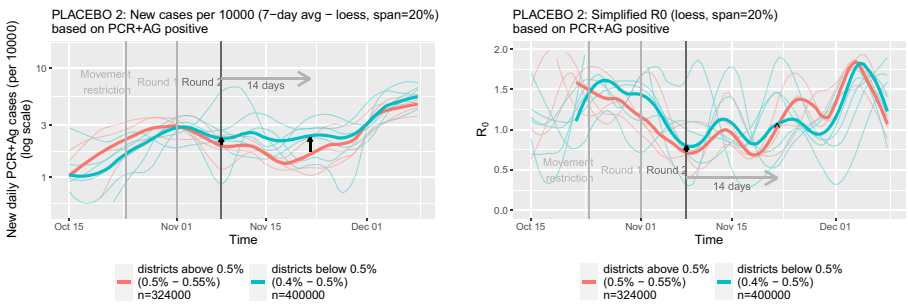 PLACEBO 2: New cases per 10000 (7-day avg − loess, span=20%)
based on PCR+AG positive
New daily PCR+Ag cases (per 10000)
(log scale)
10
3
1
Movement
restriction
Round 1
Round 2
14 days
Oct 15
Nov 01
Nov 15
Dec 01
Time
districts above 0.5%
(0.5% − 0.55%)
n=324000
districts below 0.5%
(0.4% − 0.5%)
n=400000
PLACEBO 2: Simplified R0 (loess, span=20%)
based on PCR+AG positive
R0
2.0
1.5
1.0
0.5
0.0
Movement
restriction
Round 1
Round 2
14 days
Oct 15
Nov 01
Nov 15
Dec 01
Time
districts above 0.5%
(0.5% − 0.55%)
n=324000
districts below 0.5%
(0.4% − 0.5%)
n=400000